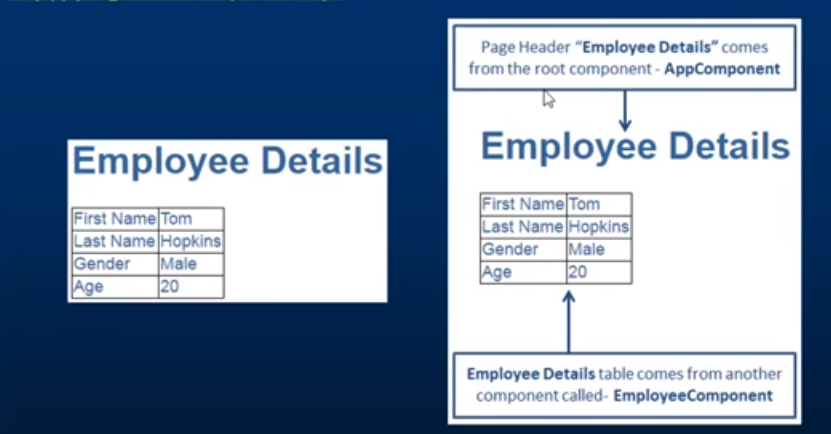 Employee Details
First Name Tom
Last Name Hopkins
Gender Male
Age 20
Page Header “Employee Details” comes
from the root component - AppComponent
Employee Details
First Name Tom
Last Name Hopkins
Gender Male
Age 20
Employee Details table comes from another
component called- EmployeeComponent